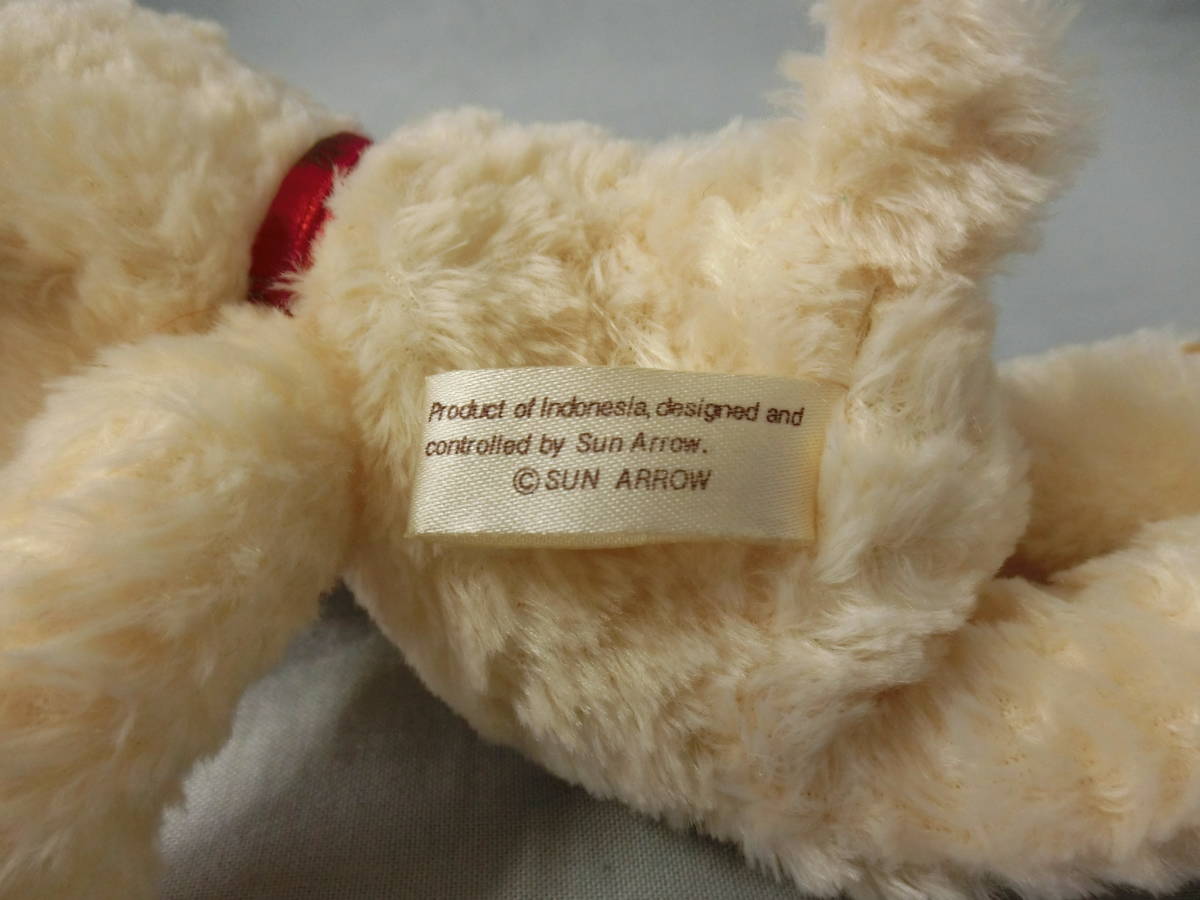 Product of Indonesia, designed and
controlled by Sun Arrow.
©SUN ARROW